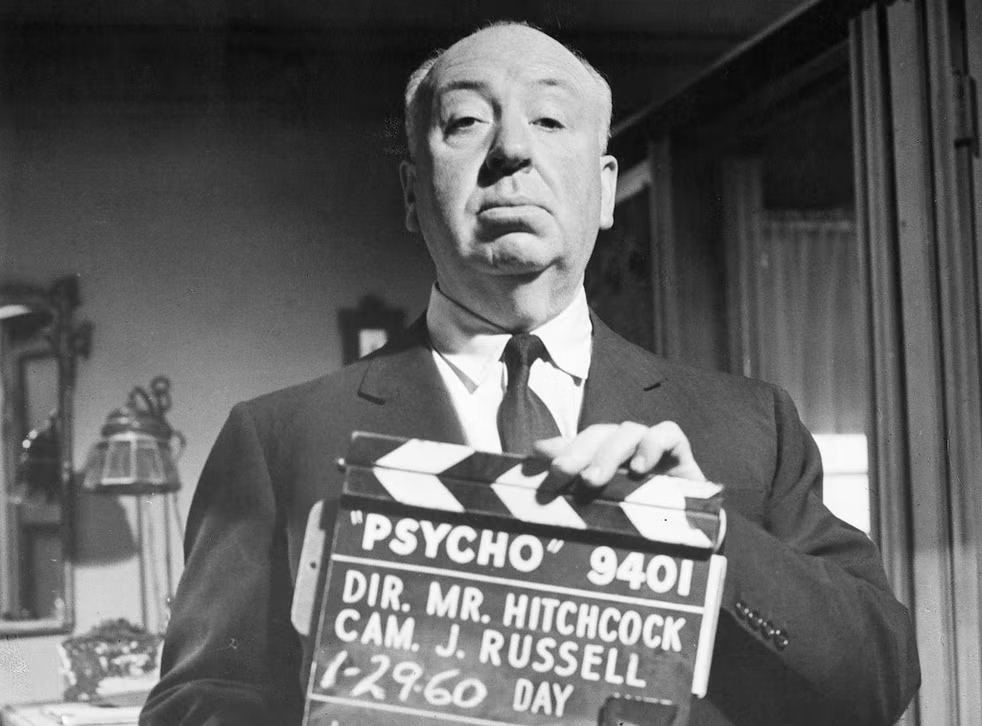 "PSYCHO" 9401
DIR. MR. HITCHCOCK
CAM. J. RUSSELL
1-29-60 DAY